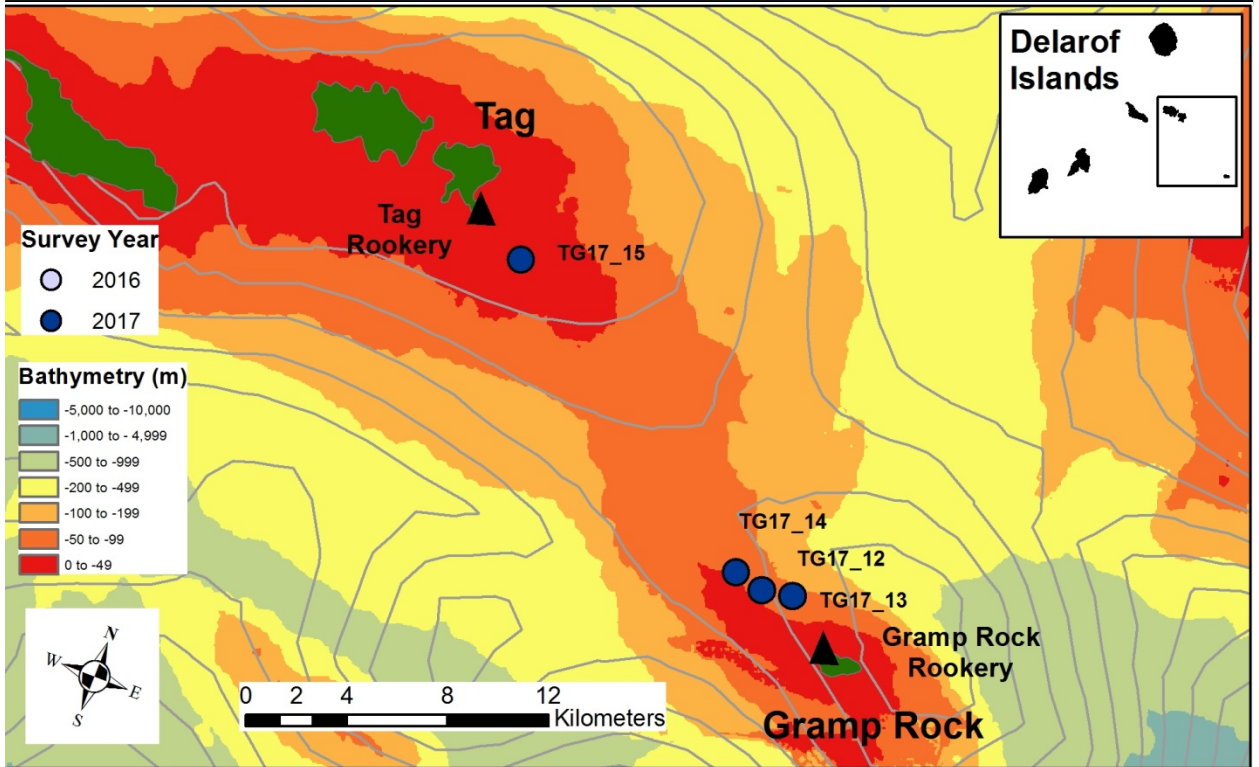 Delarof
Islands
Tag
Tag
Rookery
TG17_15
Survey Year
2016
2017
Bathymetry (m)
-5,000 to -10,000
-1,000 to - 4,999
-500 to -999
-200 to -499
-100 to -199
-50 to -99
0 to -49
TG17_14
TG17_12
TG17_13
Gramp Rock
Rookery
Gramp Rock
N
W
E
S
0 2 4 8 12
Kilometers